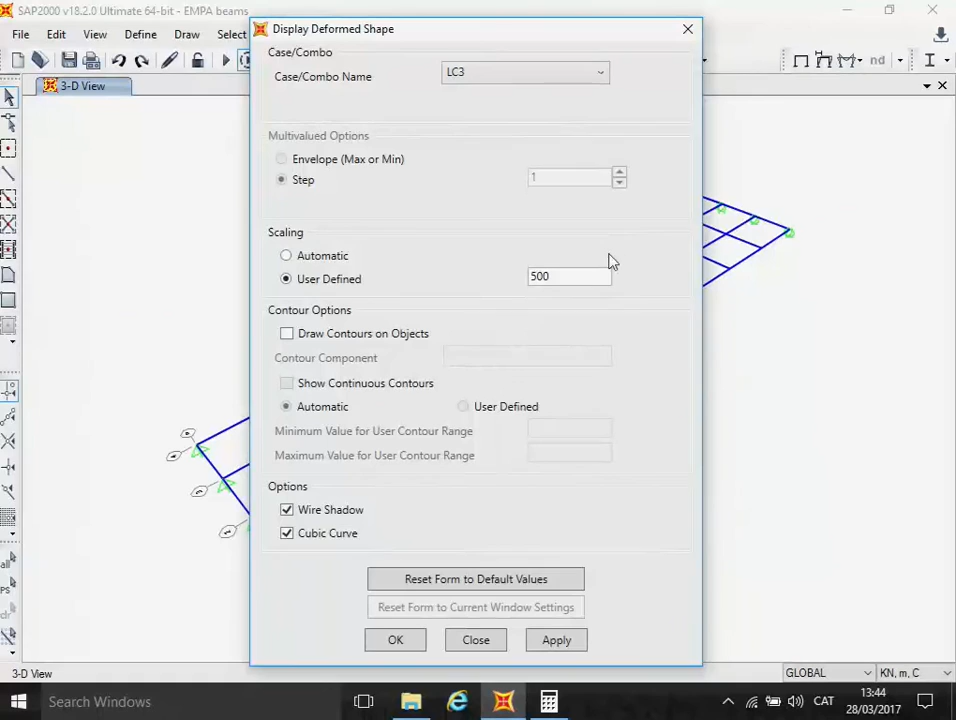 SAP2000 v18.2.0 Ultimate 64-bit - EMPA beams
File Edit View Define Draw Select
nd
3-D View
Display Deformed Shape
Case/Combo
Case/Combo Name LC3
Multivalued Options
Envelope (Max or Min)
Step 1
Scaling
Automatic
User Defined 500
Contour Options
Draw Contours on Objects
Contour Component
Show Continuous Contours
Automatic User Defined
Minimum Value for User Contour Range
Maximum Value for User Contour Range
Options
Wire Shadow
Cubic Curve
Reset Form to Default Values
Reset Form to Current Window Settings
OK Close Apply
all
PS
clr
3-D View GLOBAL KN, m, C
Search Windows CAT 13:44
28/03/2017